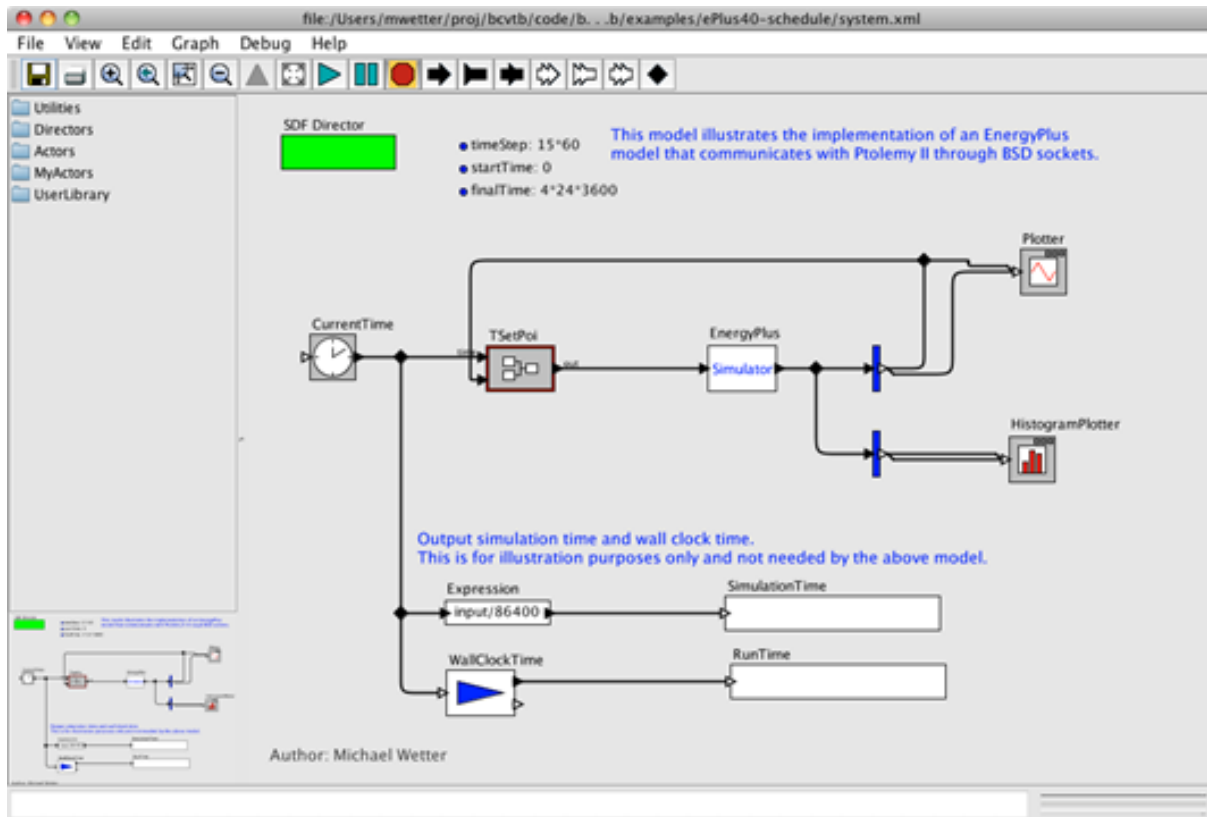 file:/Users/mwetter/proj/bcvtb/code/b. . .b/examples/ePlus40-schedule/system.xml
File View Edit Graph Debug Help
Utilities
Directors
Actors
MyActors
UserLibrary
SDF Director
timeStep: 15*60
startTime: 0
finalTime: 4*24*3600
This model illustrates the implementation of an EnergyPlus
model that communicates with Ptolemy II through BSD sockets.
Plotter
CurrentTime
TSetPoi
EnergyPlus
out
Simulator
HistogramPlotter
Output simulation time and wall clock time.
This is for illustration purposes only and not needed by the above model.
Expression
input/86400
SimulationTime
WallClockTime
RunTime
Author: Michael Wetter